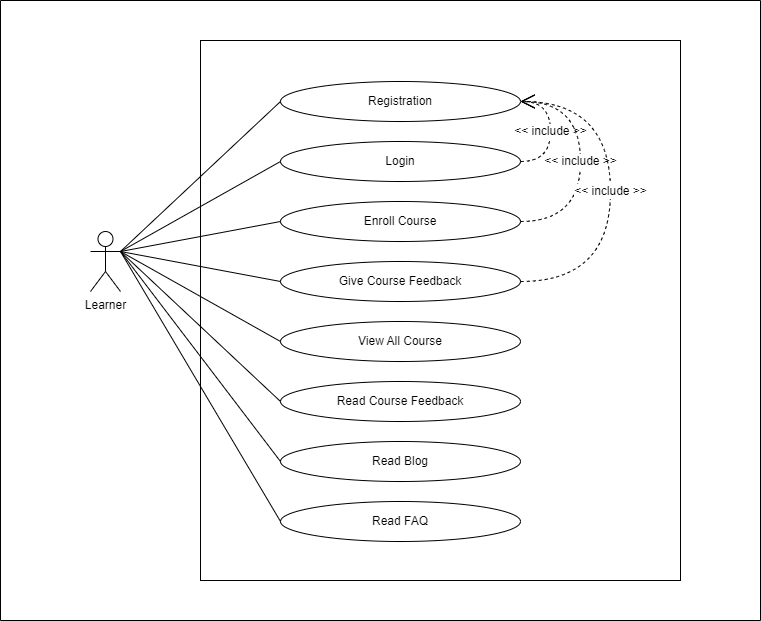 Registration
<< include >>
Login
<< include >>
<< include >>
Enroll Course
Give Course Feedback
Learner
View All Course
Read Course Feedback
Read Blog
Read FAQ